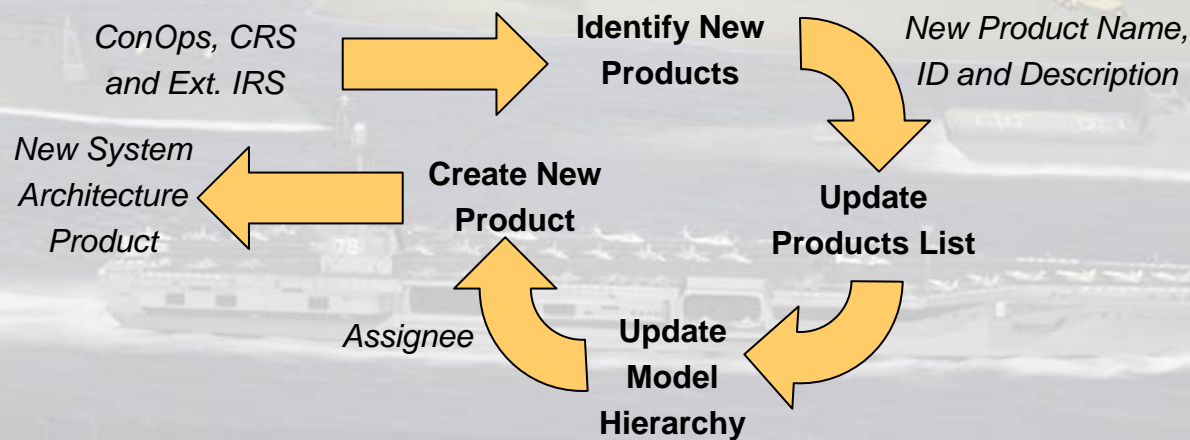 ConOps, CRS
and Ext. IRS
Identify New
Products
New Product Name,
ID and Description
New System
Architecture
Product
Create New
Product
Update
Products List
Assignee
Update
Model
Hierarchy
78